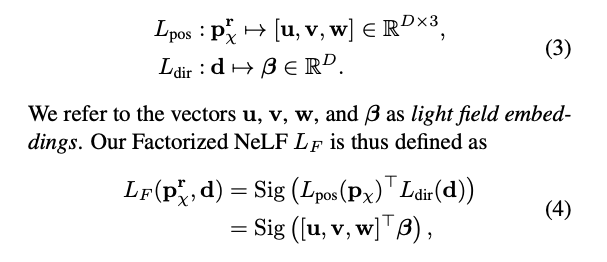 L_pos : p_χ^r ↦ [u, v, w] ∈ ℝ^{D×3},
(3)
L_dir : d ↦ β ∈ ℝ^D.
We refer to the vectors u, v, w, and β as light field embed-
dings. Our Factorized NeLF L_F is thus defined as
L_F(p_χ^r, d) = Sig (L_pos(p_χ)^⊤ L_dir(d))
(4)
= Sig ([u, v, w]^⊤ β) ,